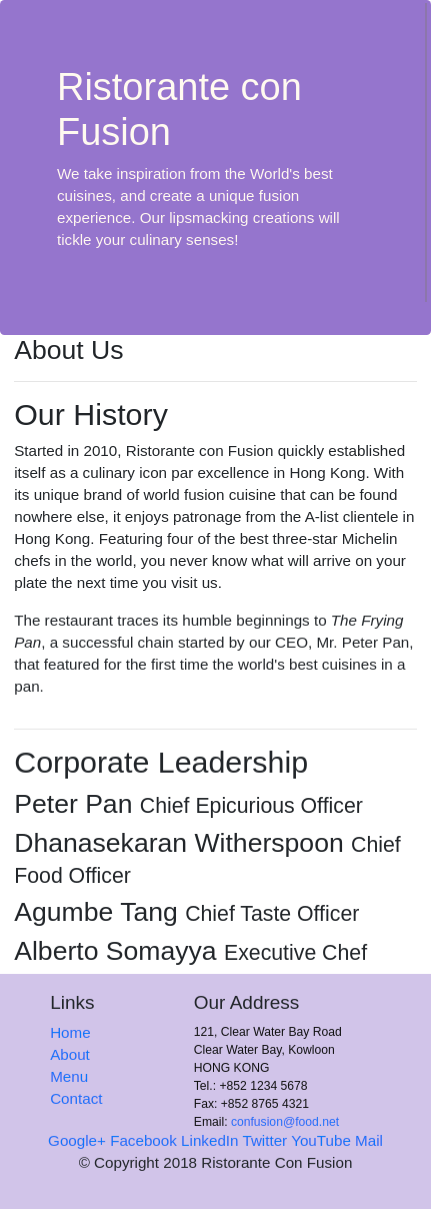 Ristorante con
Fusion
We take inspiration from the World's best
cuisines, and create a unique fusion
experience. Our lipsmacking creations will
tickle your culinary senses!
About Us
Our History
Started in 2010, Ristorante con Fusion quickly established
itself as a culinary icon par excellence in Hong Kong. With
its unique brand of world fusion cuisine that can be found
nowhere else, it enjoys patronage from the A-list clientele in
Hong Kong. Featuring four of the best three-star Michelin
chefs in the world, you never know what will arrive on your
plate the next time you visit us.
The restaurant traces its humble beginnings to The Frying
Pan, a successful chain started by our CEO, Mr. Peter Pan,
that featured for the first time the world's best cuisines in a
pan.
Corporate Leadership
Peter Pan Chief Epicurious Officer
Dhanasekaran Witherspoon Chief
Food Officer
Agumbe Tang Chief Taste Officer
Alberto Somayya Executive Chef
Links
Home
About
Menu
Contact
Our Address
121, Clear Water Bay Road
Clear Water Bay, Kowloon
HONG KONG
Tel.: +852 1234 5678
Fax: +852 8765 4321
Email: confusion@food.net
Google+ Facebook LinkedIn Twitter YouTube Mail
© Copyright 2018 Ristorante Con Fusion